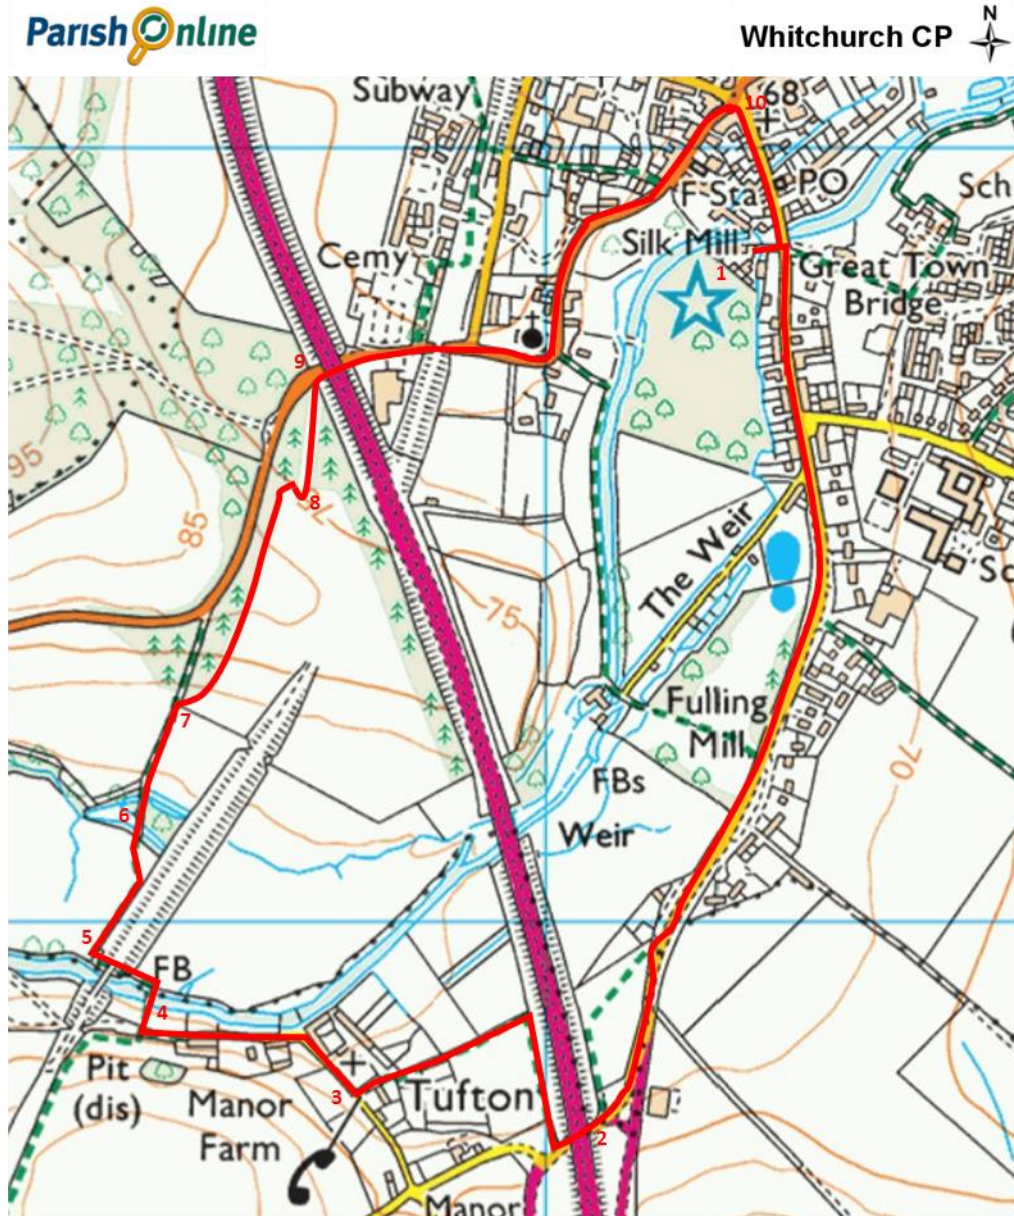 Parish Online
Whitchurch CP
N
Subway
10
68
PO
F Sta
Sch
Silk Mill
Cemy
1
Great Town
Bridge
9
95
8
75
85
The Weir
75
Fulling
Mill
7
70
FBs
6
Weir
5
FB
4
Pit
(dis)
3
Tufton
Manor
Farm
2
Manor